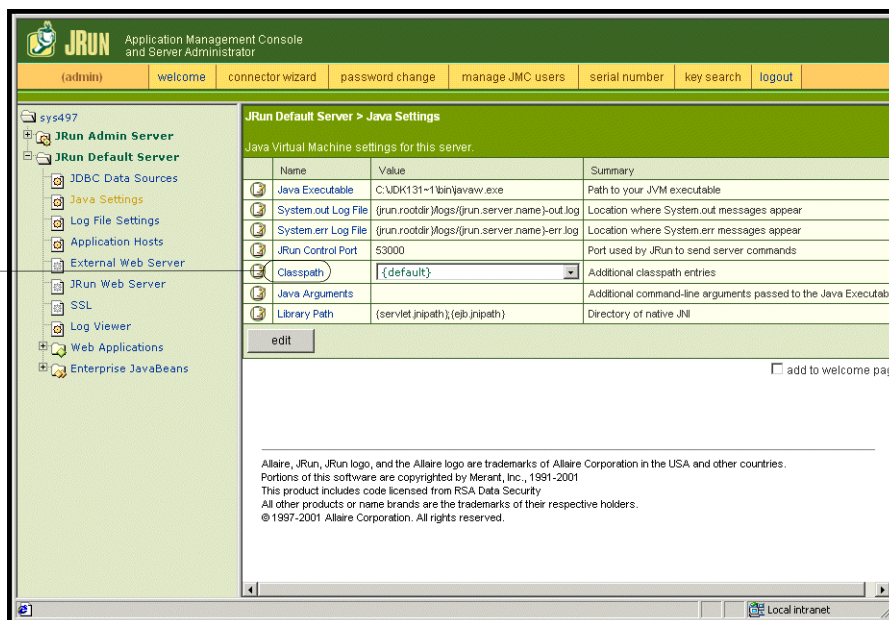 JRUN Application Management Console
and Server Administrator
(admin) welcome connector wizard password change manage JMC users serial number key search logout
sys497
JRun Admin Server
JRun Default Server
JDBC Data Sources
Java Settings
Log File Settings
Application Hosts
External Web Server
JRun Web Server
SSL
Log Viewer
Web Applications
Enterprise JavaBeans
JRun Default Server > Java Settings
Java Virtual Machine settings for this server.
Name Value Summary
Java Executable C:\JDK131~1\bin\javaw.exe Path to your JVM executable
System.out Log File {jrun.rootdir}/logs/{jrun.server.name}-out.log Location where System.out messages appear
System.err Log File {jrun.rootdir}/logs/{jrun.server.name}-err.log Location where System.err messages appear
JRun Control Port 53000 Port used by JRun to send server commands
Classpath {default} Additional classpath entries
Java Arguments Additional command-line arguments passed to the Java Executab
Library Path {servlet.jnipath};{ejb.jnipath} Directory of native JNI
edit
add to welcome pag
Allaire, JRun, JRun logo, and the Allaire logo are trademarks of Allaire Corporation in the USA and other countries.
Portions of this software are copyrighted by Merant, Inc., 1991-2001
This product includes code licensed from RSA Data Security
All other products or name brands are the trademarks of their respective holders.
© 1997-2001 Allaire Corporation. All rights reserved.
Local intranet